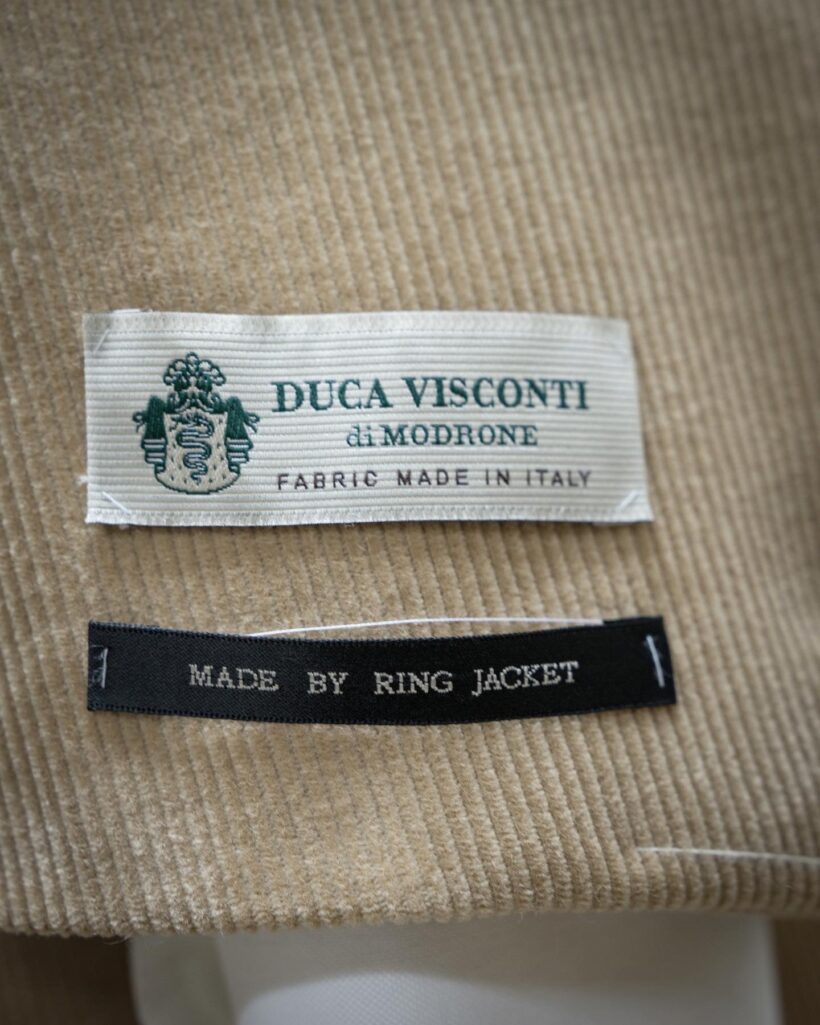 DUCA VISCONTI
di MODRONE
FABRIC MADE IN ITALY
MADE BY RING JACKET